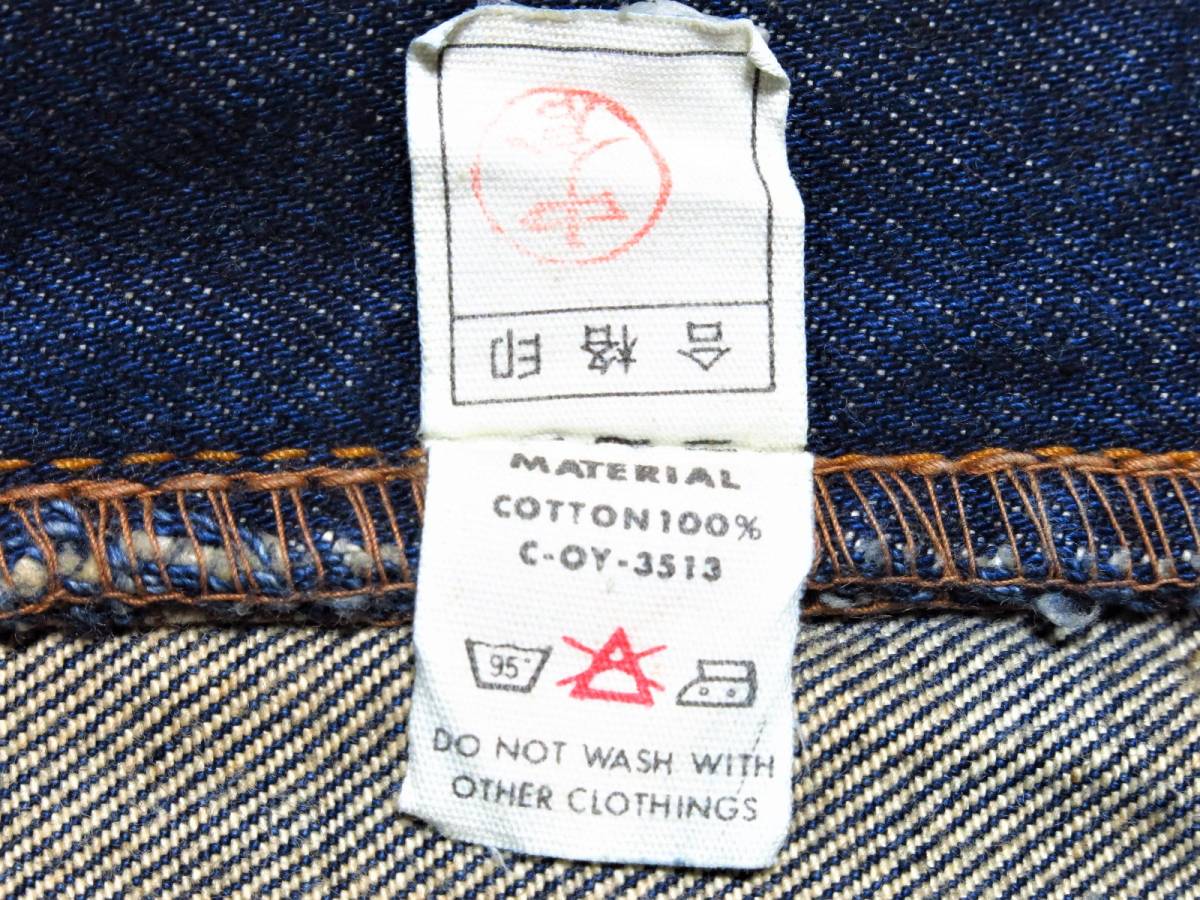 合格印
MATERIAL
COTTON100%
C-OY-3513
95°
DO NOT WASH WITH
OTHER CLOTHINGS